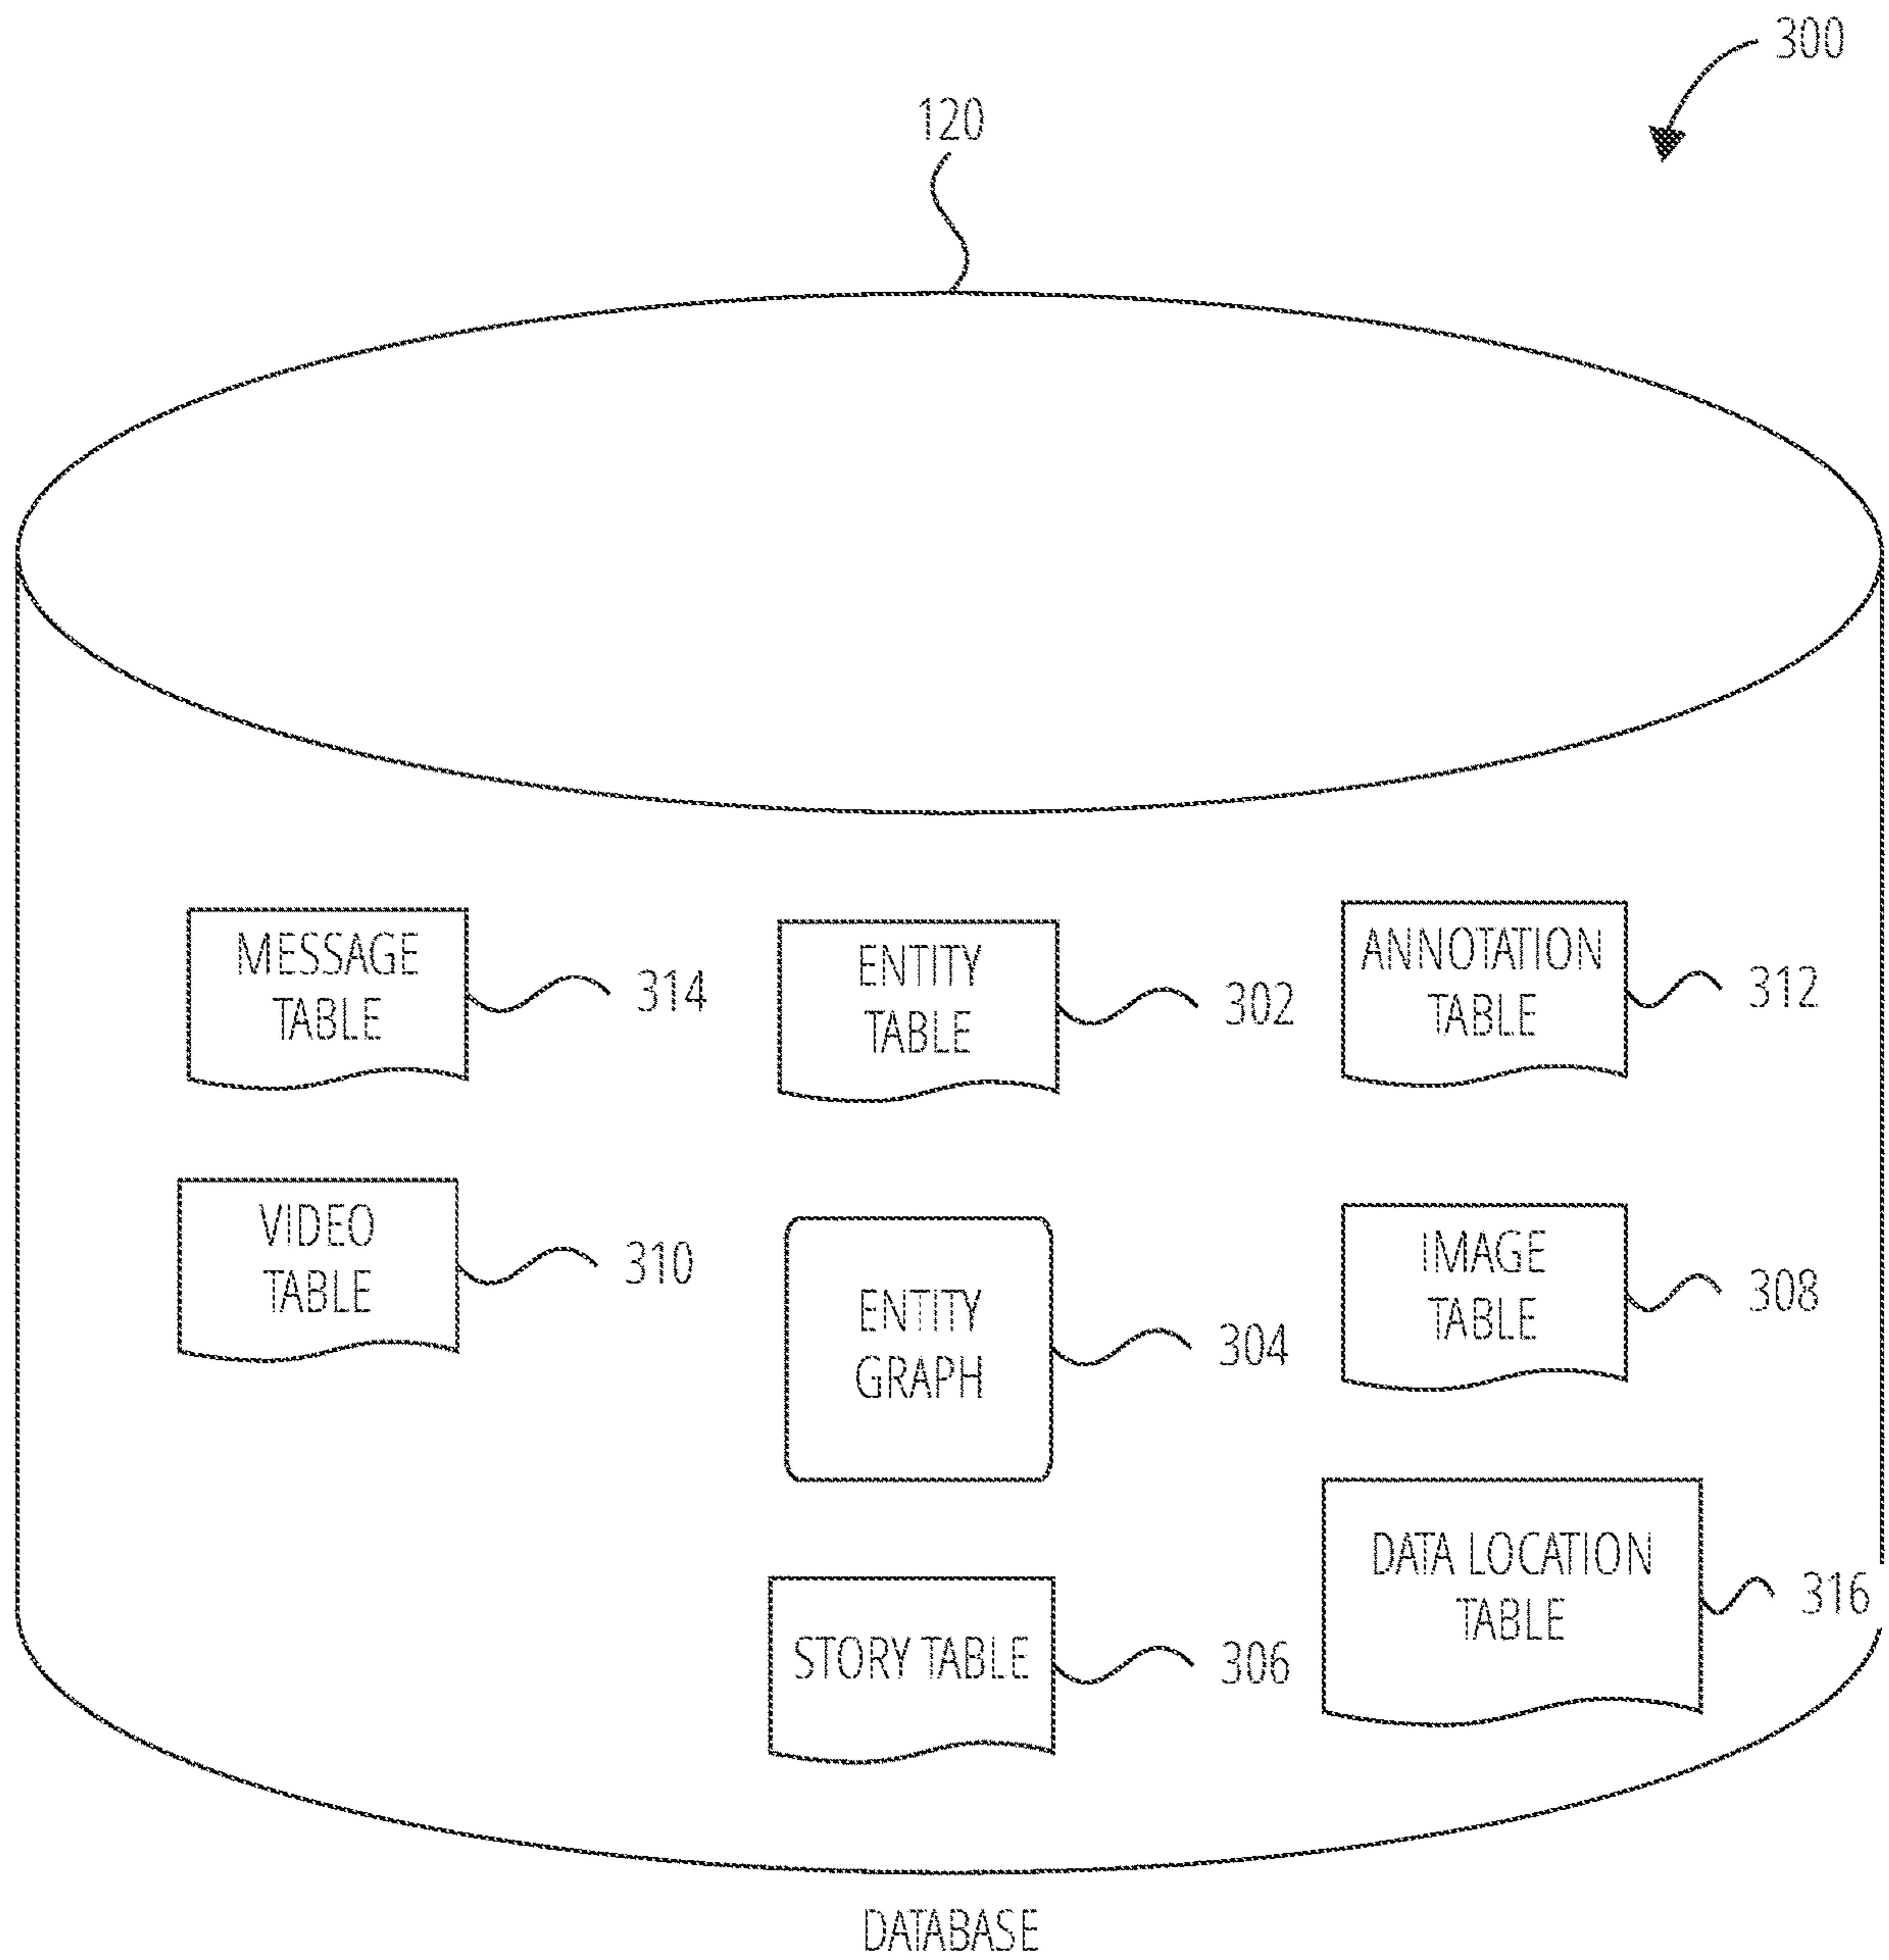 300
120
MESSAGE
TABLE
314
ENTITY
TABLE
302
ANNOTATION
TABLE
312
VIDEO
TABLE
310
ENTITY
GRAPH
304
IMAGE
TABLE
308
STORY TABLE
306
DATA LOCATION
TABLE
316
DATABASE